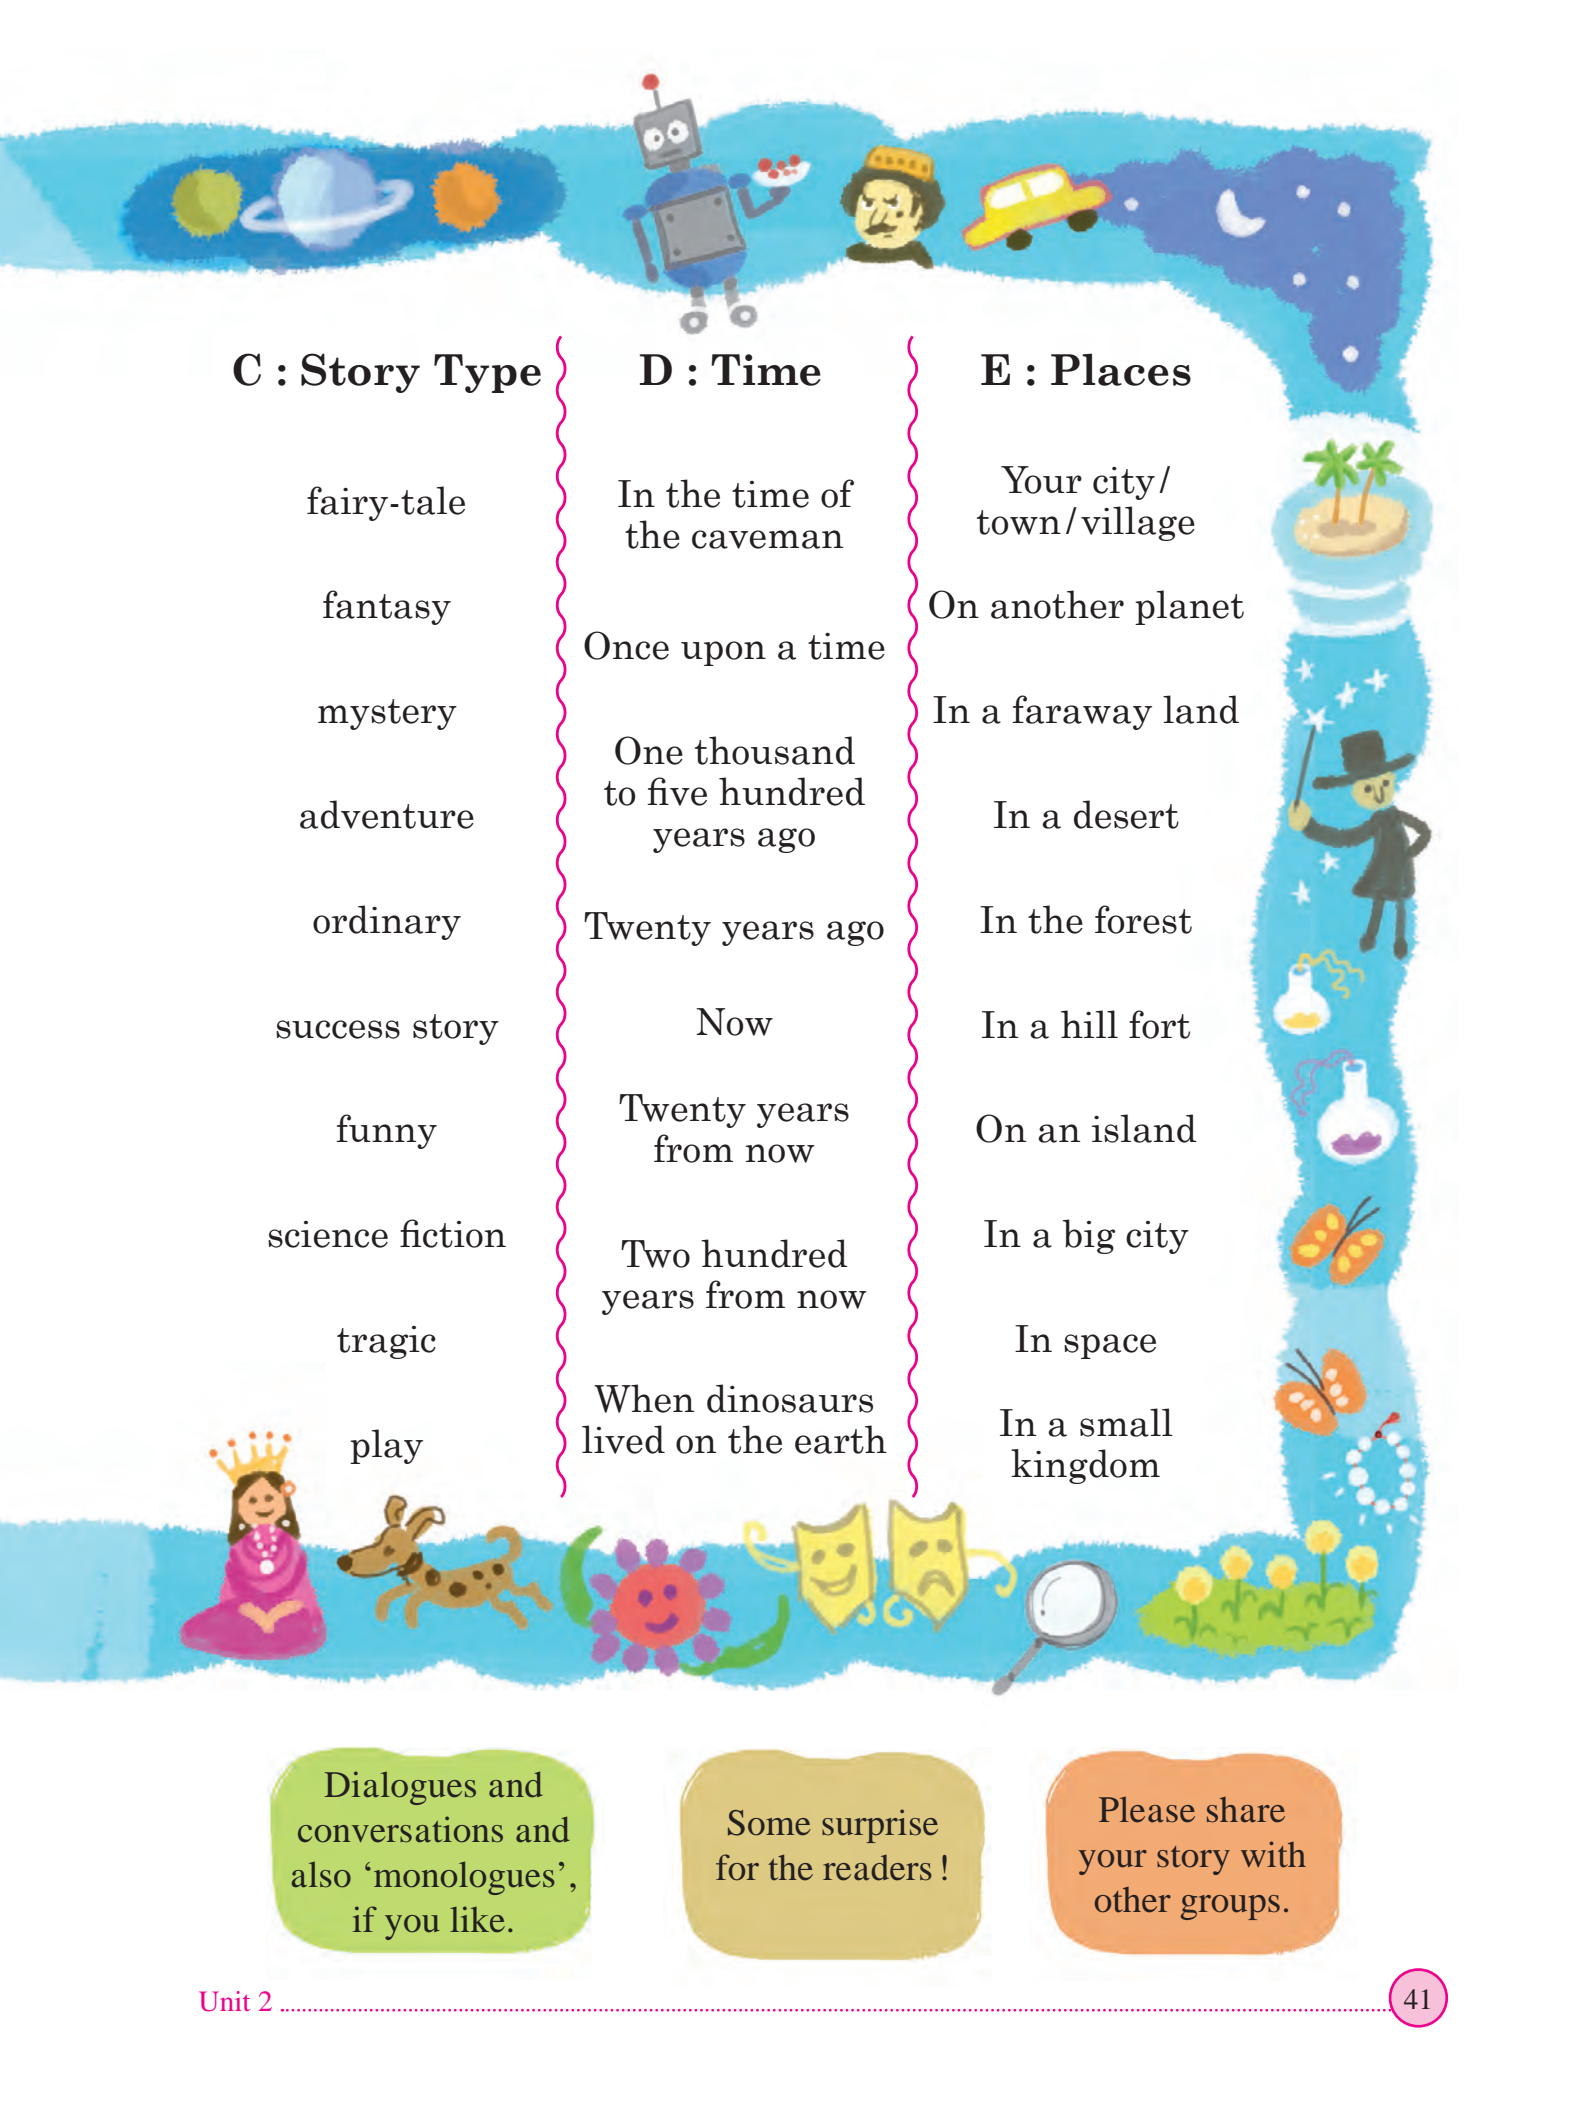 C : Story Type
fairy-tale
fantasy
mystery
adventure
ordinary
success story
funny
science fiction
tragic
play
D : Time
In the time of
the caveman
Once upon a time
One thousand
to five hundred
years ago
Twenty years ago
Now
Twenty years
from now
Two hundred
years from now
When dinosaurs
lived on the earth
E : Places
Your city/
town/village
On another planet
In a faraway land
In a desert
In the forest
In a hill fort
On an island
In a big city
In space
In a small
kingdom
Dialogues and
conversations and
also ‘monologues’,
if you like.
Some surprise
for the readers !
Please share
your story with
other groups.
Unit 2
41